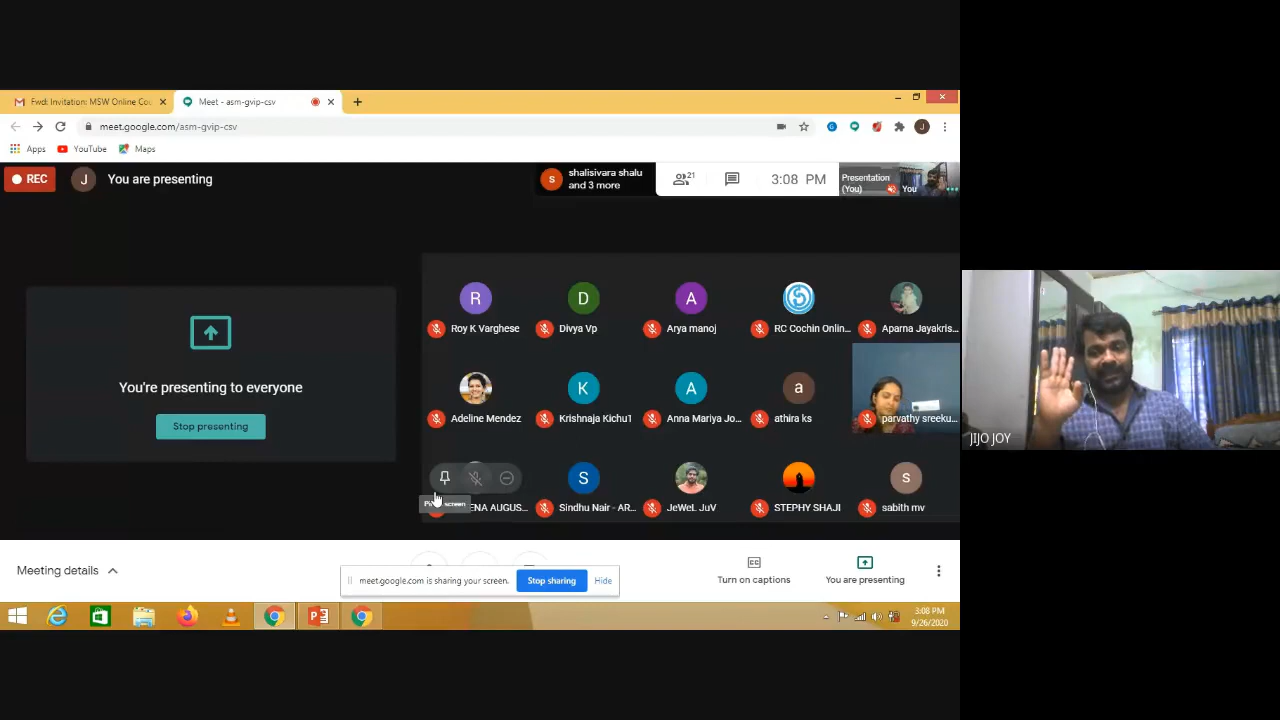 Fwd: Invitation: MSW Online Cou
Meet - asm-gvip-csv
meet.google.com/asm-gvip-csv
J
Apps
YouTube
Maps
REC
J
You are presenting
s
shalisivara shalu
and 3 more
21
3:08 PM
Presentation
(You)
You
R
D
A
Roy K Varghese
Divya Vp
Arya manoj
RC Cochin Onlin...
Aparna Jayakris...
You're presenting to everyone
Stop presenting
K
A
a
Adeline Mendez
Krishnaja Kichu1
Anna Mariya Jo...
athira ks
parvathy sreeku...
JIJO JOY
S
s
screen
ENA AUGUS...
Sindhu Nair - AR...
JeWeL JuV
STEPHY SHAJI
sabith mv
Meeting details
meet.google.com is sharing your screen.
Stop sharing
Hide
Turn on captions
You are presenting
3:08 PM
9/26/2020